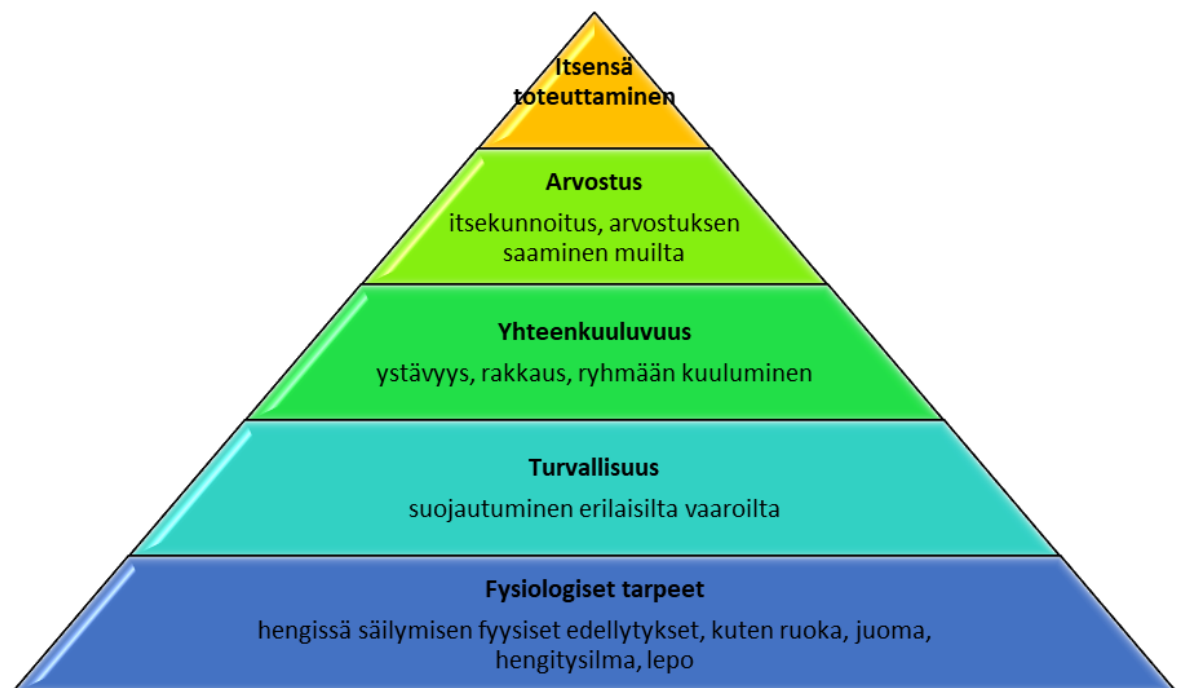 Itsensä
toteuttaminen
Arvostus
itsekunnoitus, arvostuksen
saaminen muilta
Yhteenkuuluvuus
ystävyys, rakkaus, ryhmään kuuluminen
Turvallisuus
suojautuminen erilaisilta vaaroilta
Fysiologiset tarpeet
hengissä säilymisen fyysiset edellytykset, kuten ruoka, juoma,
hengitysilma, lepo